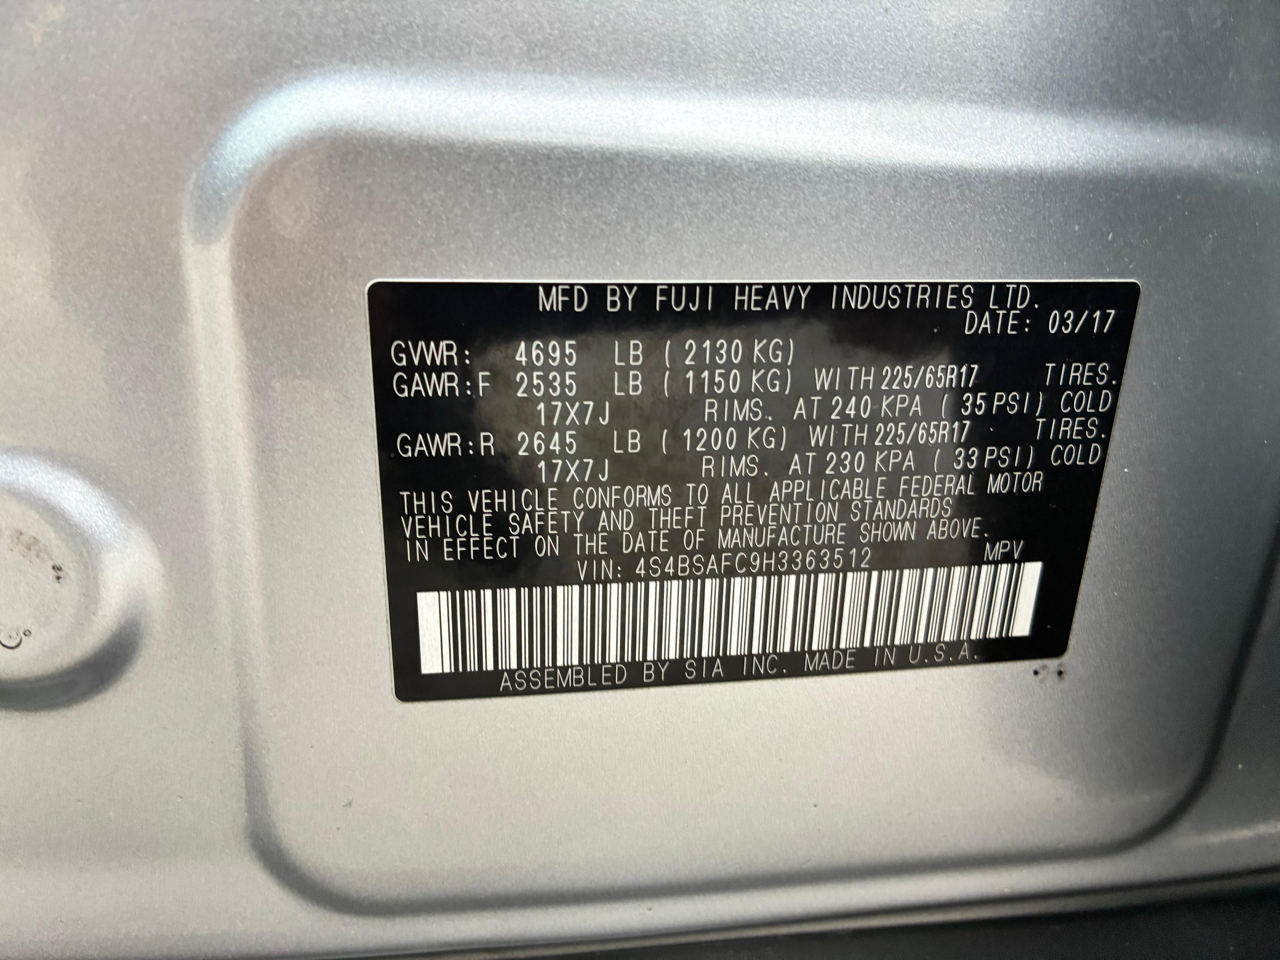 MFD BY FUJI HEAVY INDUSTRIES LTD.
DATE: 03/17
GVWR: 4695 LB ( 2130 KG)
GAWR:F 2535 LB ( 1150 KG) WITH 225/65R17 TIRES.
17X7J RIMS. AT 240 KPA ( 35 PSI) COLD
GAWR:R 2645 LB ( 1200 KG) WITH 225/65R17 TIRES.
17X7J RIMS. AT 230 KPA ( 33 PSI) COLD
THIS VEHICLE CONFORMS TO ALL APPLICABLE FEDERAL MOTOR
VEHICLE SAFETY AND THEFT PREVENTION STANDARDS
IN EFFECT ON THE DATE OF MANUFACTURE SHOWN ABOVE.
VIN: 4S4BSAFC9H3363512 MPV
ASSEMBLED BY SIA INC. MADE IN U.S.A.